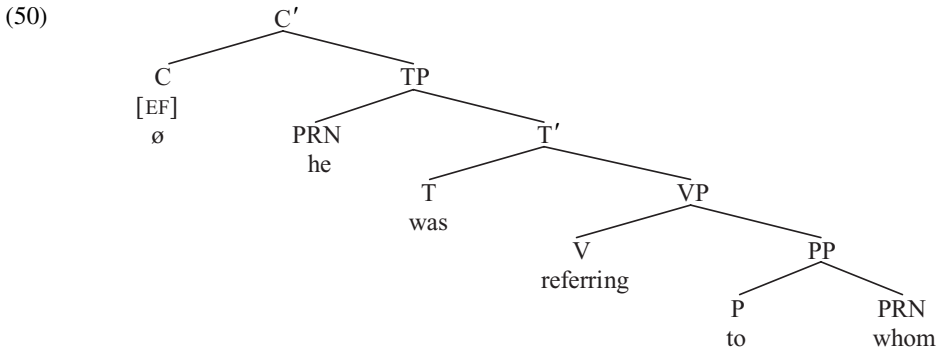 (50)
C′
C
TP
[EF]
ø
PRN
T′
he
T
VP
was
V
PP
referring
P
PRN
to
whom